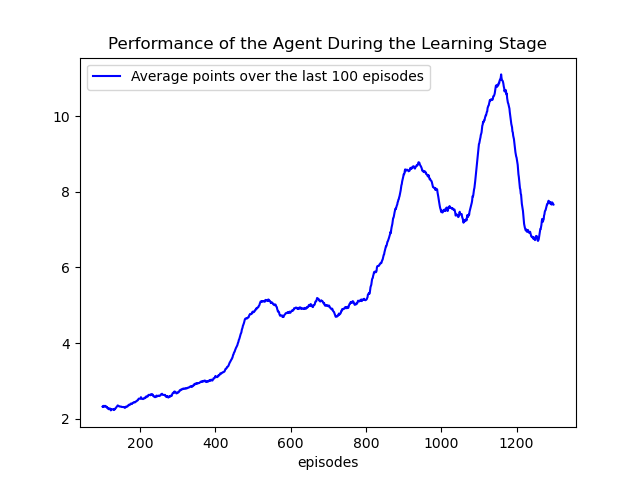 Performance of the Agent During the Learning Stage
Average points over the last 100 episodes
10
8
6
4
2
200 400 600 800 1000 1200
episodes